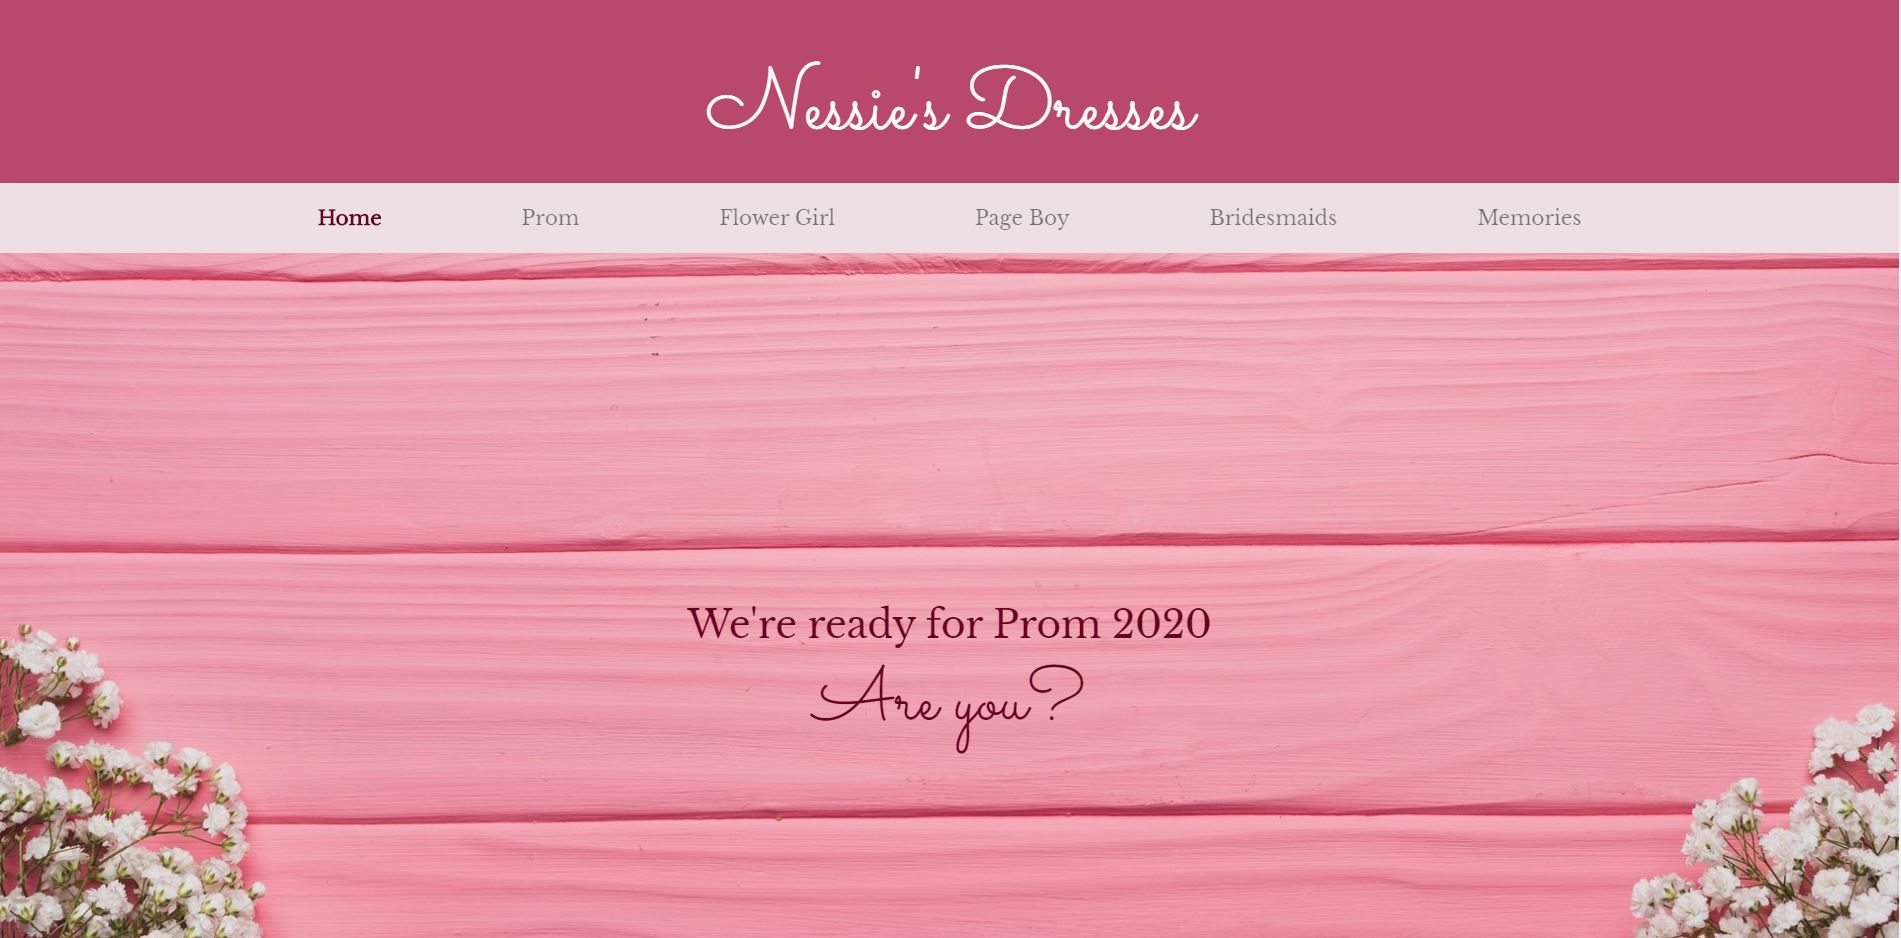 Nessie's Dresses
Home Prom Flower Girl Page Boy Bridesmaids Memories
We're ready for Prom 2020
Are you?